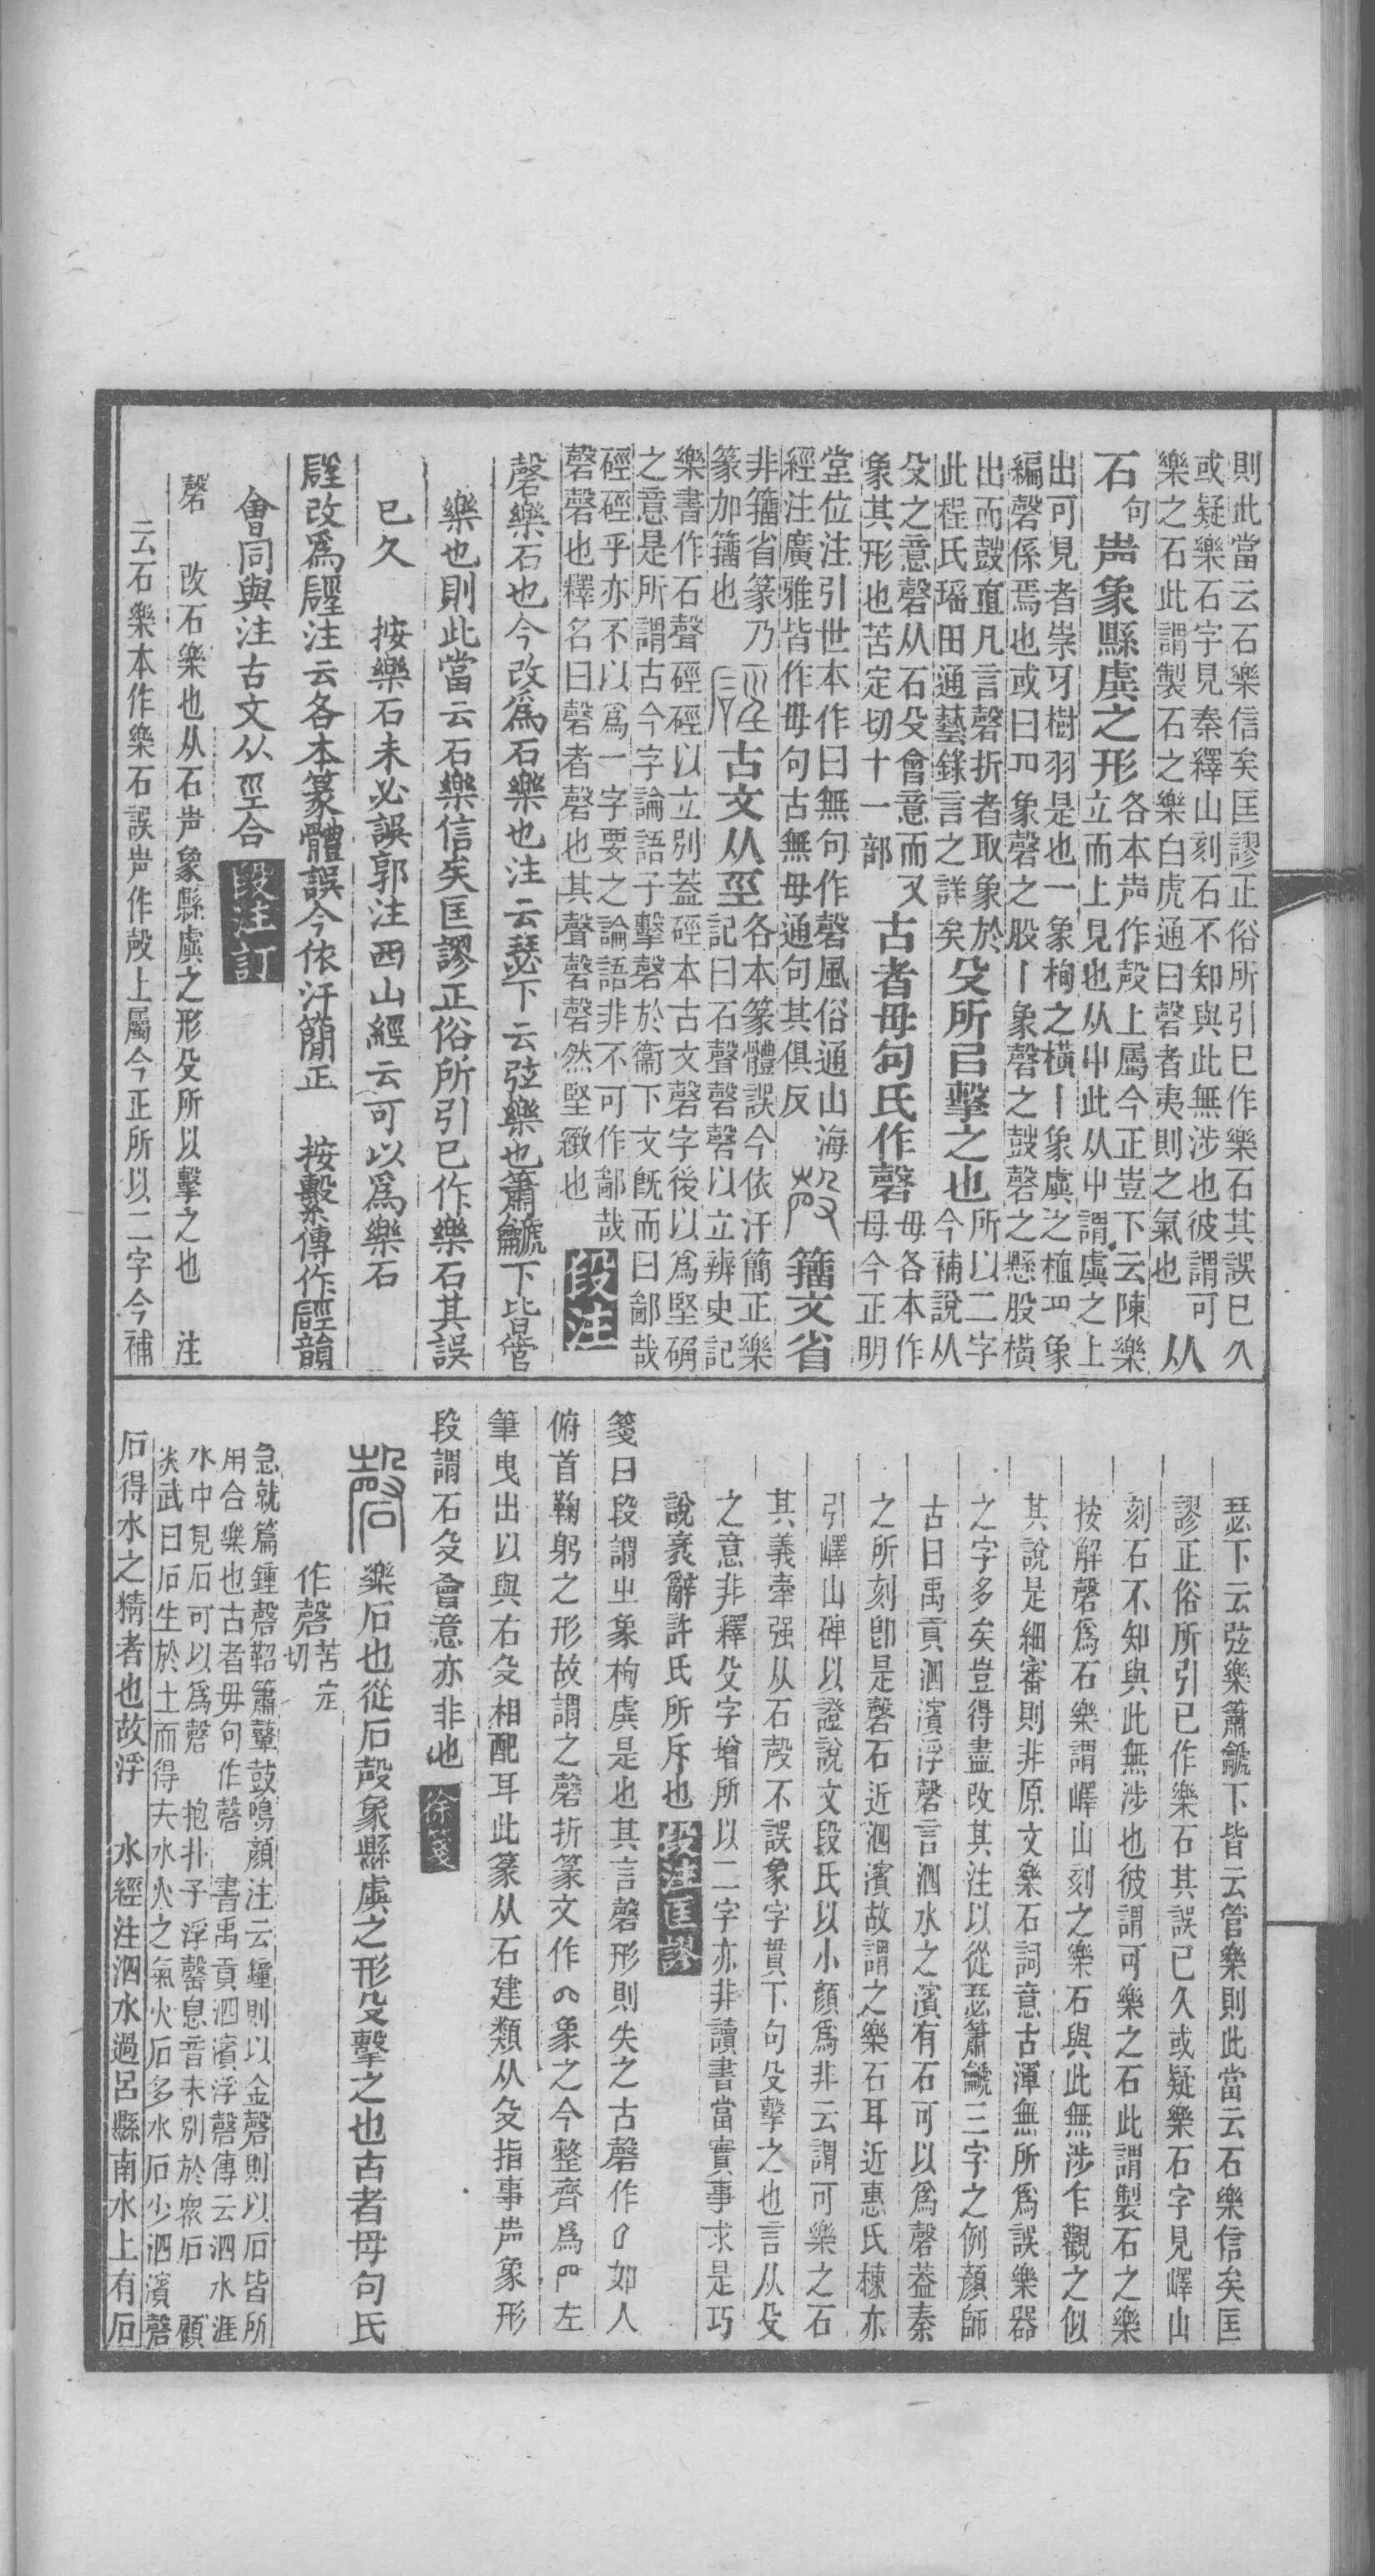 則此當云石樂信矣匡謬正俗所引已作樂石其誤已久
或疑樂石字見秦繹山刻石不知與此無涉也彼謂可
樂之石此謂製石之樂白虎通曰磬者夷則之氣也
从
石
句
声象縣虡之形
各本声作殸上屬今正豈下云陳樂
立而上見也从屮此从屮謂虡之上
出可見者崇牙樹羽是也一象栒之橫丨象虡之植
象
編磬係焉也或曰
象磬之股丨象磬之鼓磬之懸股橫
出而鼓直凡言磬折者取象於
此程氏瑤田通藝錄言之詳矣
殳所㠯擊之也
所以二字
今補說从
殳之意磬从石殳會意而又
象其形也苦定切十一部
古者毋句氏作磬
毋各本作
母今正明
堂位注引世本作曰無句作磬風俗通山海
經注廣雅皆作毋句古無毋通句其俱反
籒文省
非籒省篆乃
篆加籒也
古文从巠
各本篆體誤今依汗簡正樂
記曰石聲磬磬以立辨史記
樂書作石聲硜硜以立別蓋硜本古文磬字後以爲堅确
之意是所謂古今字論語子擊磬於衞下文旣而曰鄙哉
硜硜乎亦不以爲一字要之論語非不可作鄙哉
磬磬也釋名曰磬者磬也其聲磬磬然堅緻也
段注
磬樂石也今改爲石樂也注云瑟下云弦樂也簫龣下皆管
樂也則此當云石樂信矣匡謬正俗所引已作樂石其誤
已久　按樂石未必誤郭注西山經云可以爲樂石
改爲
注云各本篆體誤今依汗簡正　按繫傳作硜韻
會同與注古文从巠合
段注訂
磬　改石樂也从石声象縣虡之形殳所以擊之也　注
云石樂本作樂石誤声作殸上屬今正所以二字今補
瑟下云弦樂簫龣下皆云管樂則此當云石樂信矣匡
謬正俗所引已作樂石其誤已久或疑樂石字見嶧山
刻石不知與此無涉也彼謂可樂之石此謂製石之樂
按解磬爲石樂謂嶧山刻之樂石與此無涉乍觀之似
其說是細審則非原文樂石詞意古渾無所爲誤樂器
之字多矣豈得盡改其注以從瑟簫龣三字之例顏師
古曰禹貢泗濱浮磬言泗水之濱有石可以爲磬葢秦
之所刻卽是磬石近泗濱故謂之樂石耳近惠氏棟亦
引嶧山碑以證說文段氏以小顏爲非云謂可樂之石
其義牽强从石殸不誤象字貫下句殳擊之也言从殳
之意非釋殳字增所以二字亦非讀書當實事求是巧
說衺辭許氏所斥也
段注匡謬
箋曰段謂屮象栒虡是也其言磬形則失之古磬作
如人
俯首鞠躬之形故謂之磬折篆文作
象之今整齊爲
左
筆曳出以與右殳相配耳此篆从石建類从殳指事声象形
段謂石殳會意亦非也
徐箋
樂石也從石殸象縣虡之形殳擊之也古者母句氏
作磬
苦定
切
急就篇鍾磬鞀簫鼙鼓鳴顏注云鐘則以金磬則以石皆所
用合樂也古者毋句作磬　書禹貢泗濱浮磬傳云泗水涯
水中見石可以爲磬　抱朴子浮磬息音未別於衆石　顧
炎武曰石生於土而得夫水火之氣火石多水石少泗濱磬
石得水之精者也故浮　水經注泗水過呂縣南水上有石